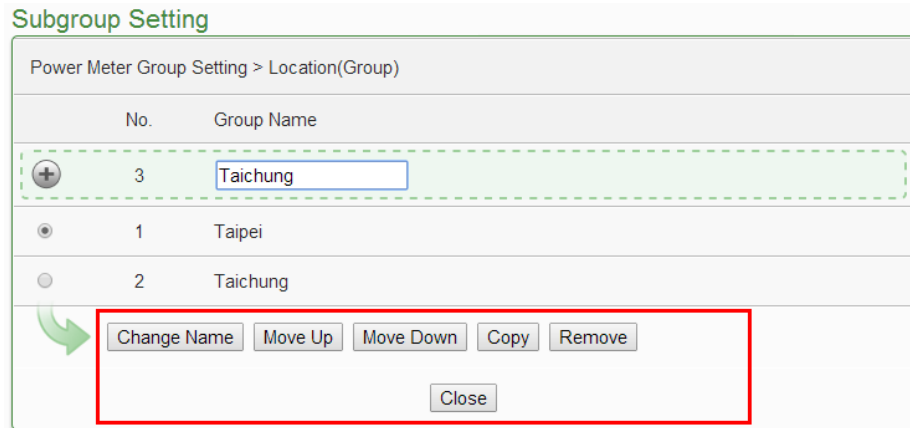 Subgroup Setting
Power Meter Group Setting > Location(Group)
No. Group Name
3 Taichung
1 Taipei
2 Taichung
Change Name Move Up Move Down Copy Remove
Close